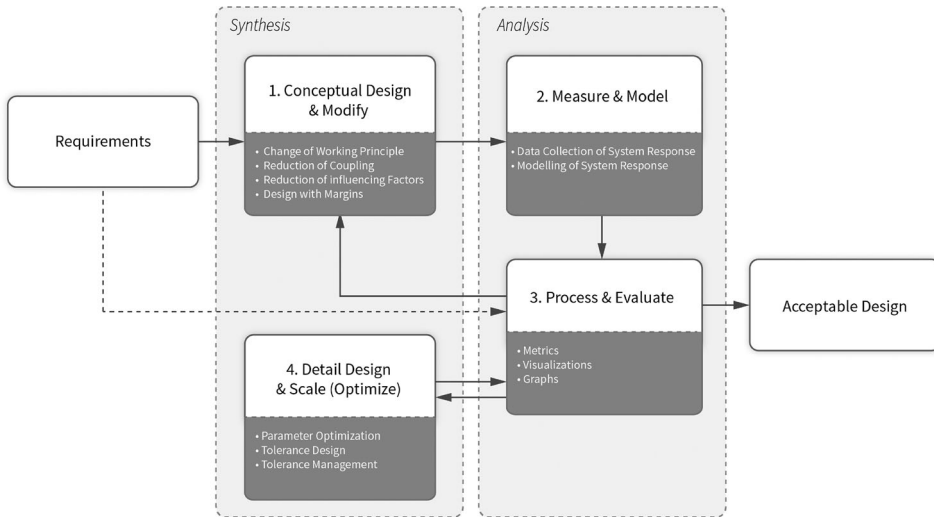 Synthesis
Analysis
Requirements
1. Conceptual Design
& Modify
• Change of Working Principle
• Reduction of Coupling
• Reduction of influencing Factors
• Design with Margins
2. Measure & Model
• Data Collection of System Response
• Modelling of System Response
3. Process & Evaluate
• Metrics
• Visualizations
• Graphs
Acceptable Design
4. Detail Design
& Scale (Optimize)
• Parameter Optimization
• Tolerance Design
• Tolerance Management